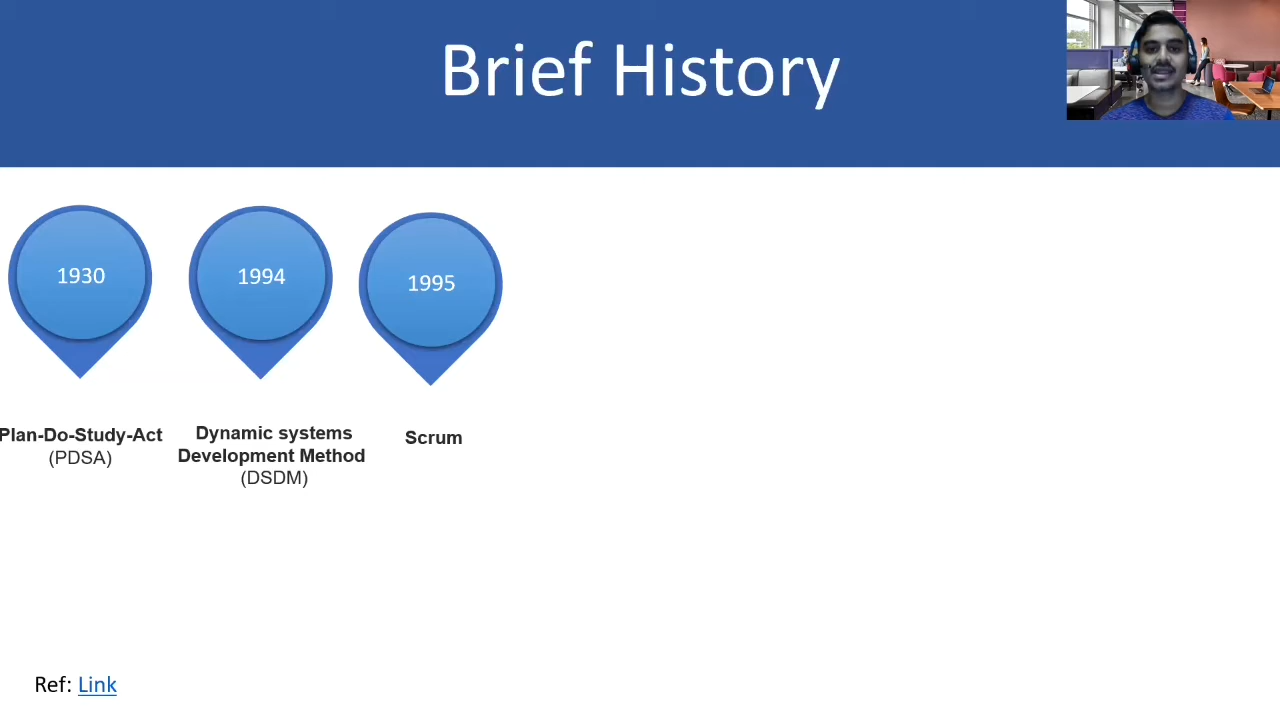 Brief History
1930
1994
1995
Plan-Do-Study-Act
(PDSA)
Dynamic systems
Development Method
(DSDM)
Scrum
Ref: Link